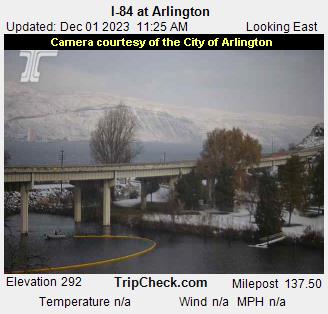 I-84 at Arlington
Updated: Dec 01 2023 11:25 AM Looking East
Camera courtesy of the City of Arlington
Elevation 292 TripCheck.com Milepost 137.50
Temperature n/a Wind n/a MPH n/a